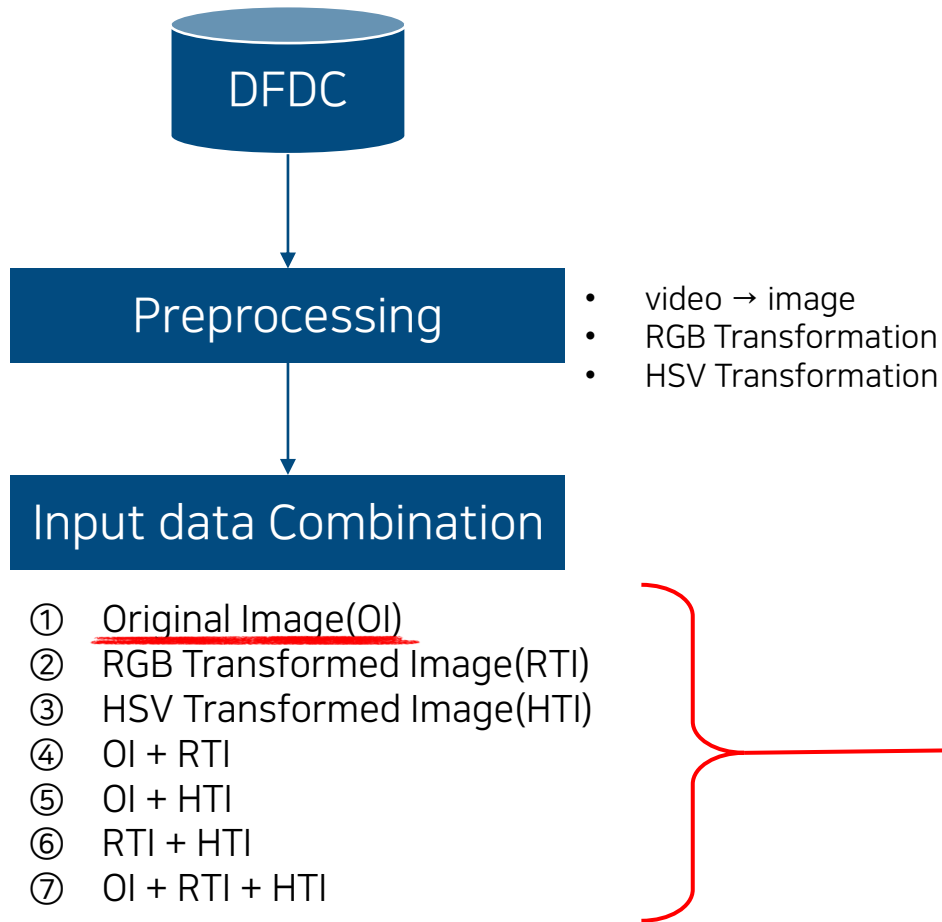 DFDC
Preprocessing
• video → image
• RGB Transformation
• HSV Transformation
Input data Combination
① Original Image(OI)
② RGB Transformed Image(RTI)
③ HSV Transformed Image(HTI)
④ OI + RTI
⑤ OI + HTI
⑥ RTI + HTI
⑦ OI + RTI + HTI